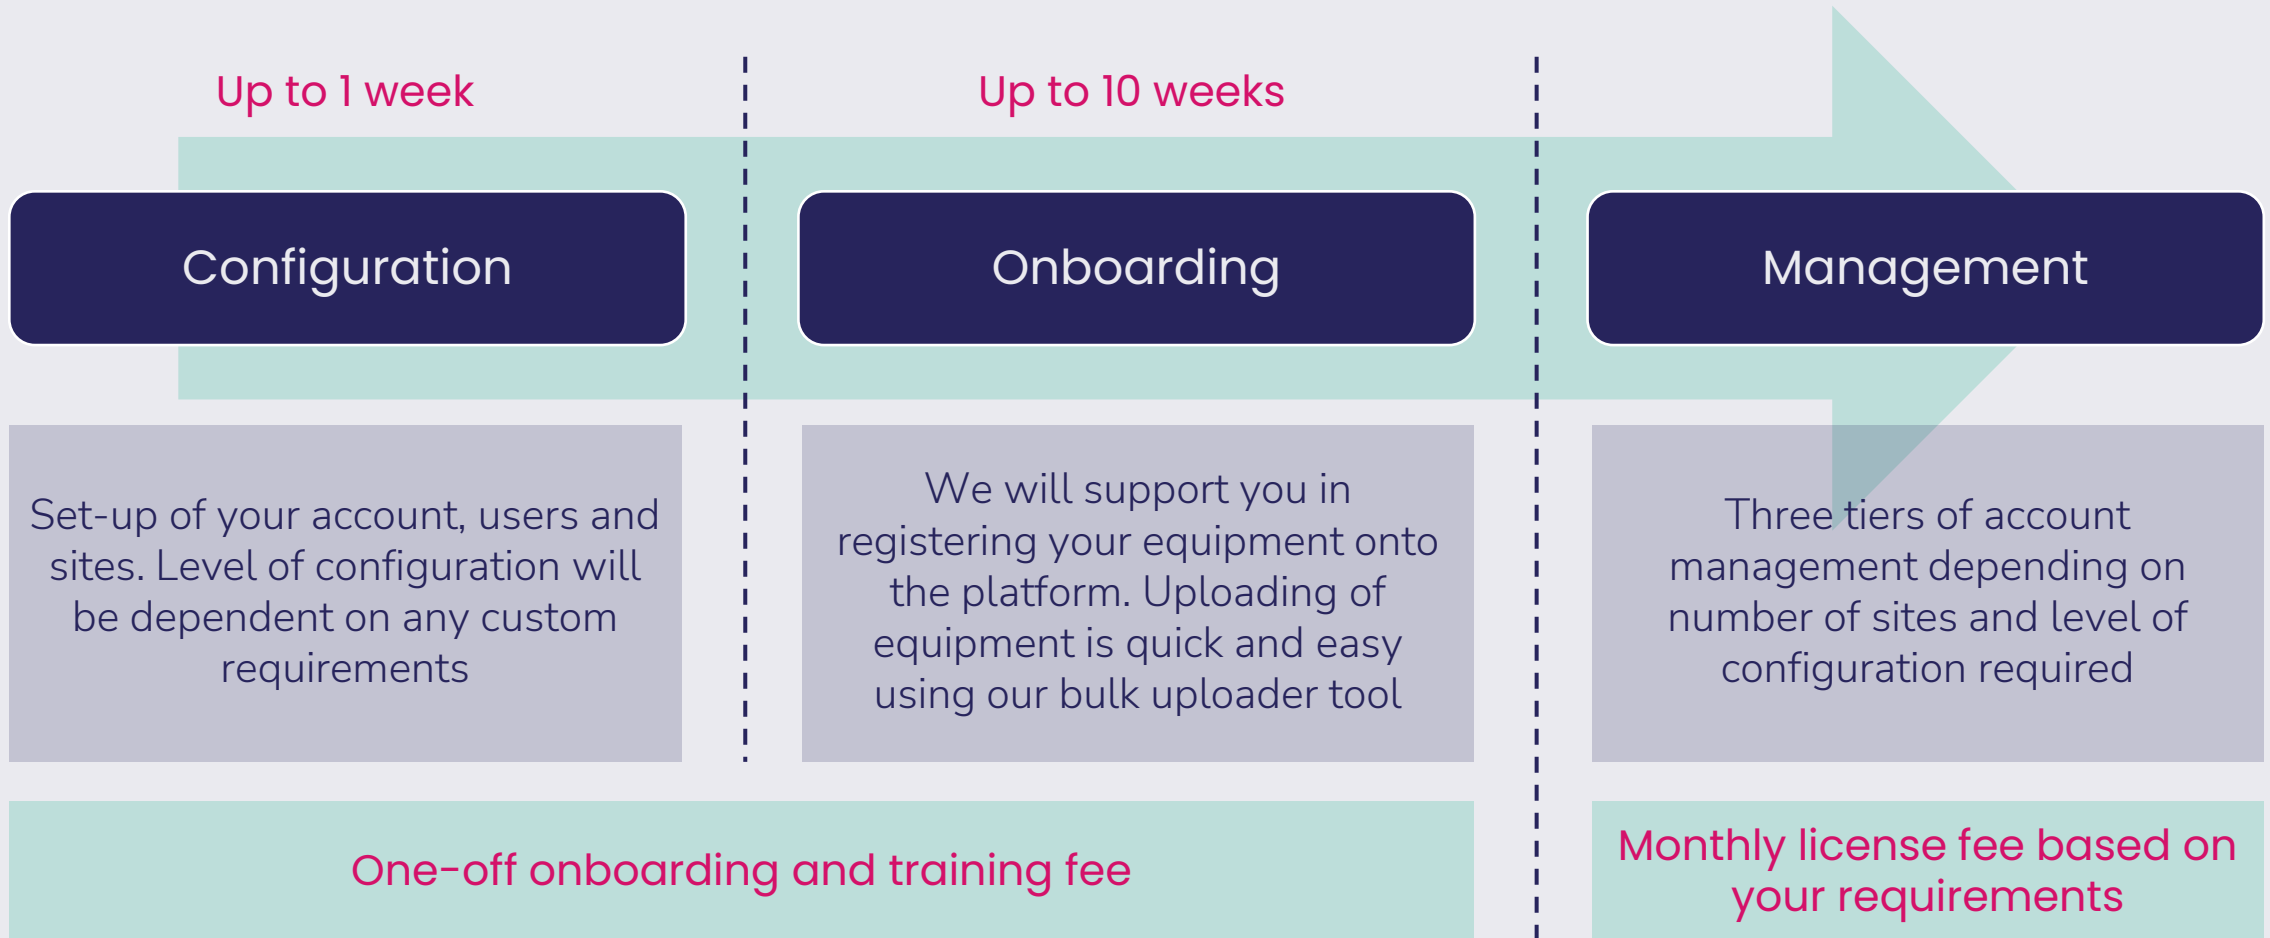 Up to 1 week
Up to 10 weeks
Configuration
Onboarding
Management
Set-up of your account, users and
sites. Level of configuration will
be dependent on any custom
requirements
We will support you in
registering your equipment onto
the platform. Uploading of
equipment is quick and easy
using our bulk uploader tool
Three tiers of account
management depending on
number of sites and level of
configuration required
One-off onboarding and training fee
Monthly license fee based on
your requirements